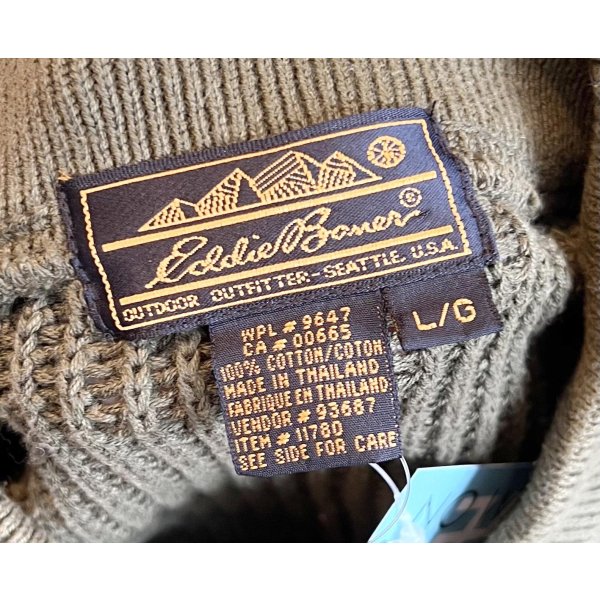 Eddie Bauer ®
OUTDOOR OUTFITTER-SEATTLE, U.S.A.
L/G
WPL # 9647
CA # 00665
100% COTTON/COTON
MADE IN THAILAND
FABRIQUE EN THAILAND
VENDOR # 93687
ITEM # 11780
SEE SIDE FOR CARE